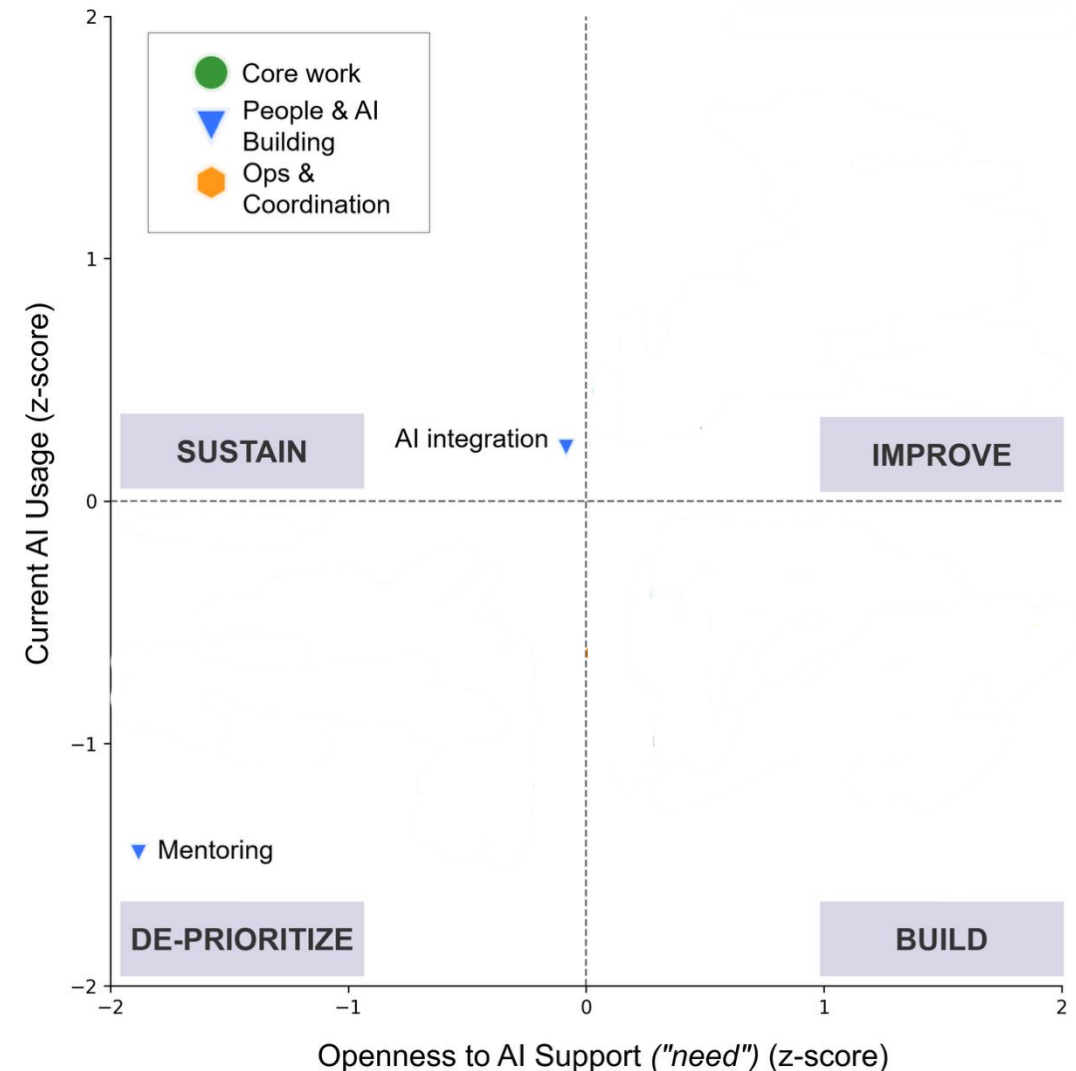 2
Core work
People & AI
Building
Ops &
Coordination
1
Current AI Usage (z-score)
AI integration
SUSTAIN
IMPROVE
0
−1
Mentoring
DE-PRIORITIZE
BUILD
−2
−2
−1
0
1
2
Openness to AI Support ("need") (z-score)